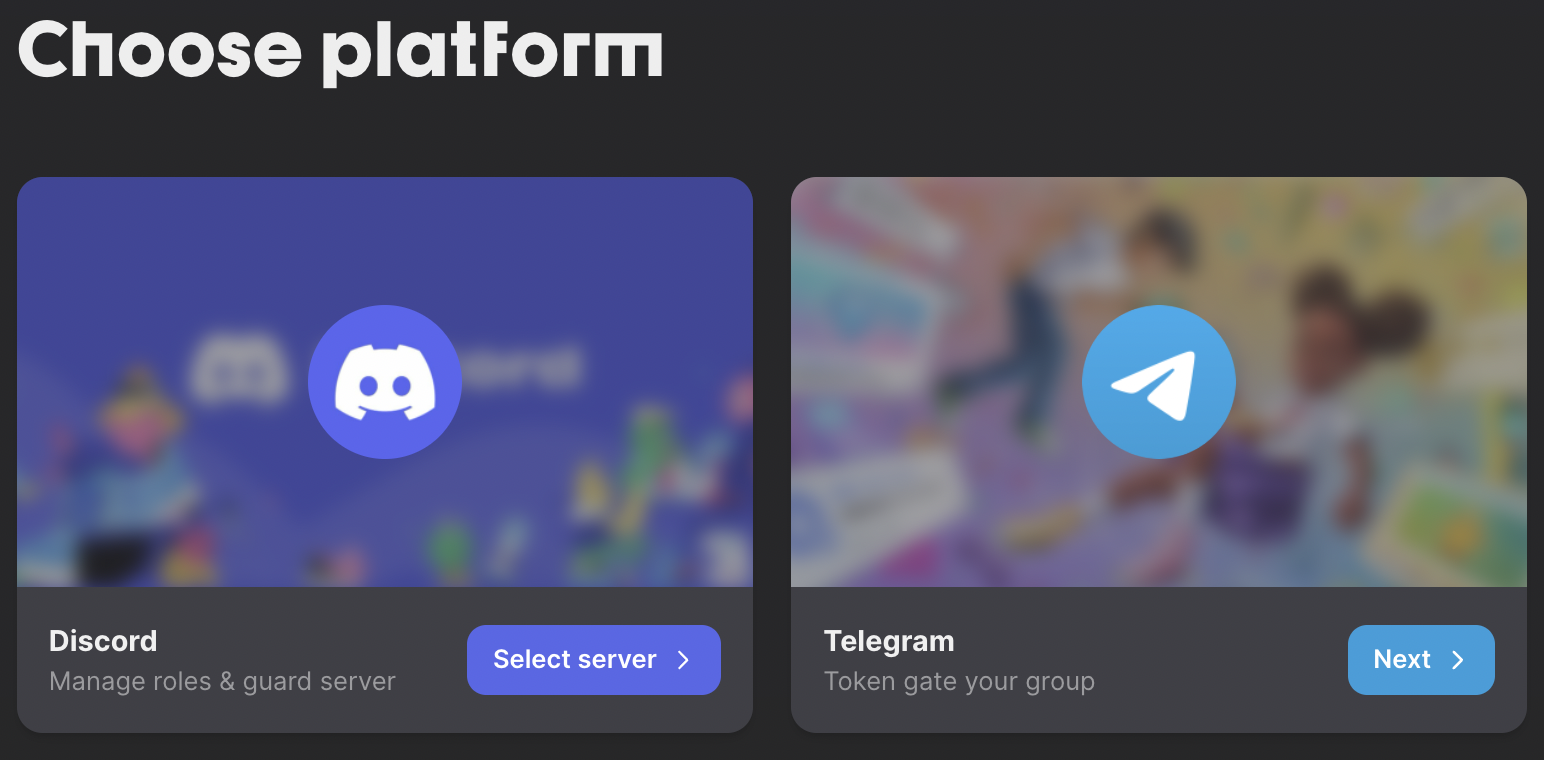 Choose platform
Discord
Manage roles & guard server
Select server
Telegram
Token gate your group
Next